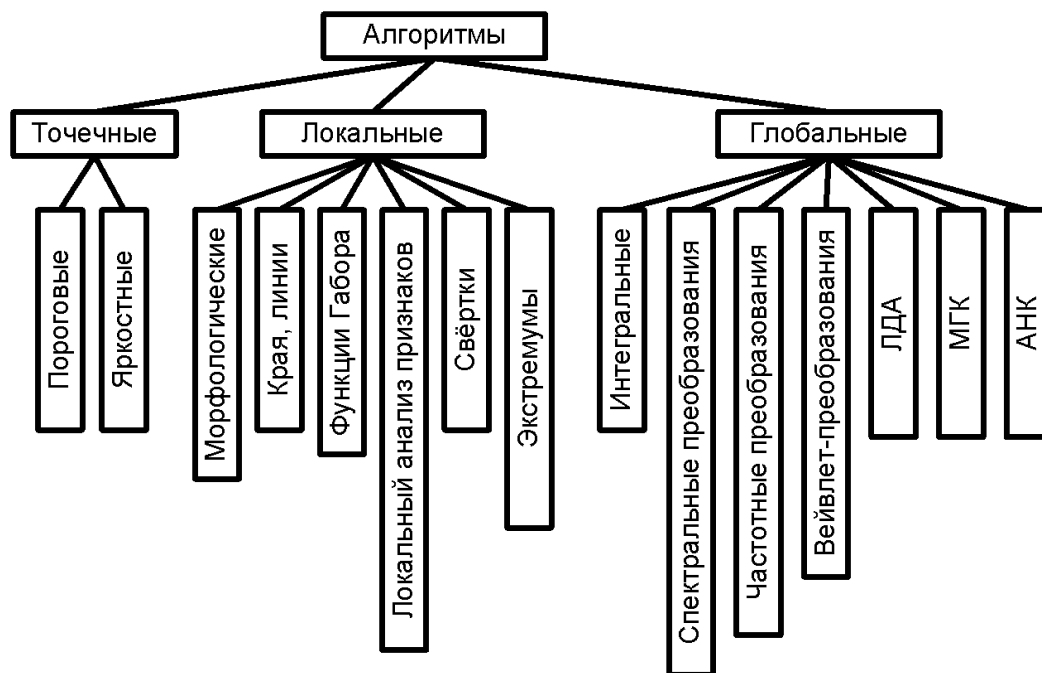 Алгоритмы
Точечные
Локальные
Глобальные
Пороговые
Яркостные
Морфологические
Края, линии
Функции Габора
Локальный анализ признаков
Свёртки
Экстремумы
Интегральные
Спектральные преобразования
Частотные преобразования
Вейвлет-преобразования
ЛДА
МГК
АНК